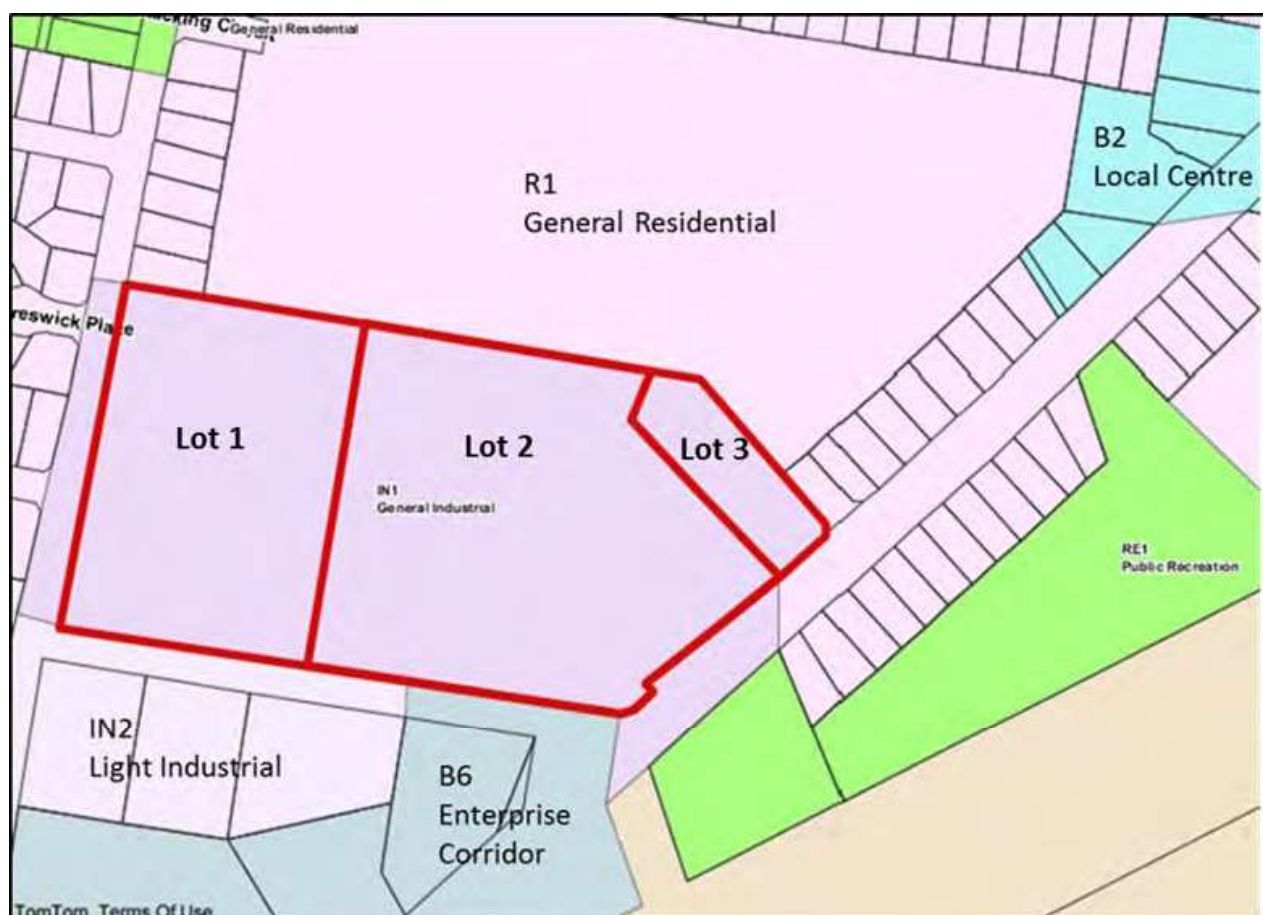 General Residential
B2
Local Centre
R1
General Residential
reswick Place
Lot 1
Lot 2
Lot 3
IN1
General Industrial
RE1
Public Recreation
IN2
Light Industrial
B6
Enterprise
Corridor
TomTom, Terms Of Use